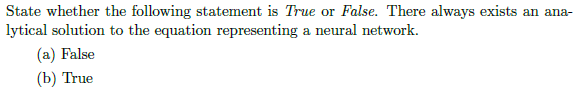 State whether the following statement is True or False. There always exists an ana-
lytical solution to the equation representing a neural network.
(a) False
(b) True